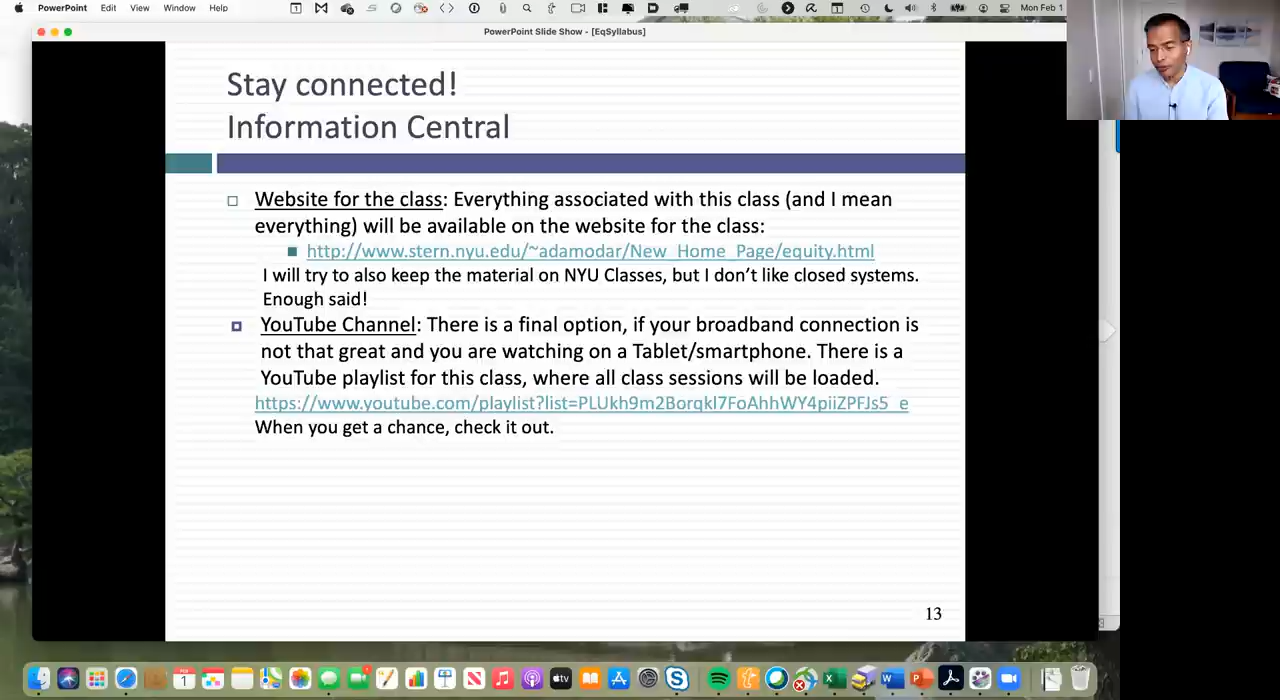 PowerPoint Edit View Window Help Mon Feb 1
PowerPoint Slide Show - [EqSyllabus]
Stay connected!
Information Central
Website for the class: Everything associated with this class (and I mean
everything) will be available on the website for the class:
http://www.stern.nyu.edu/~adamodar/New_Home_Page/equity.html
I will try to also keep the material on NYU Classes, but I don't like closed systems.
Enough said!
YouTube Channel: There is a final option, if your broadband connection is
not that great and you are watching on a Tablet/smartphone. There is a
YouTube playlist for this class, where all class sessions will be loaded.
https://www.youtube.com/playlist?list=PLUkh9m2BorqkI7FoAhhWY4piiZPFJs5_e
When you get a chance, check it out.
13